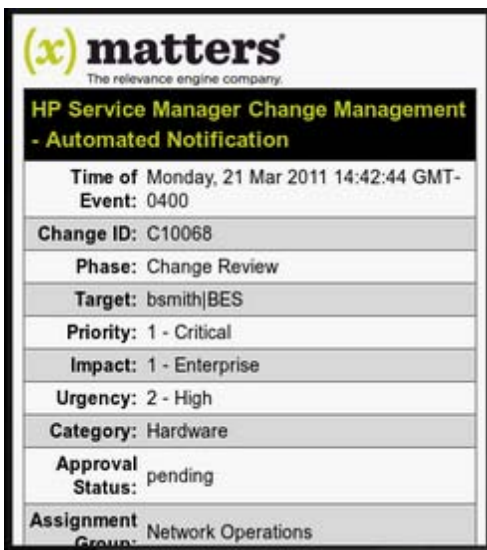 (x) matters
The relevance engine company.
HP Service Manager Change Management
- Automated Notification
Time of Monday, 21 Mar 2011 14:42:44 GMT-
Event: 0400
Change ID: C10068
Phase: Change Review
Target: bsmith|BES
Priority: 1 - Critical
Impact: 1 - Enterprise
Urgency: 2 - High
Category: Hardware
Approval
Status: pending
Assignment
Group: Network Operations